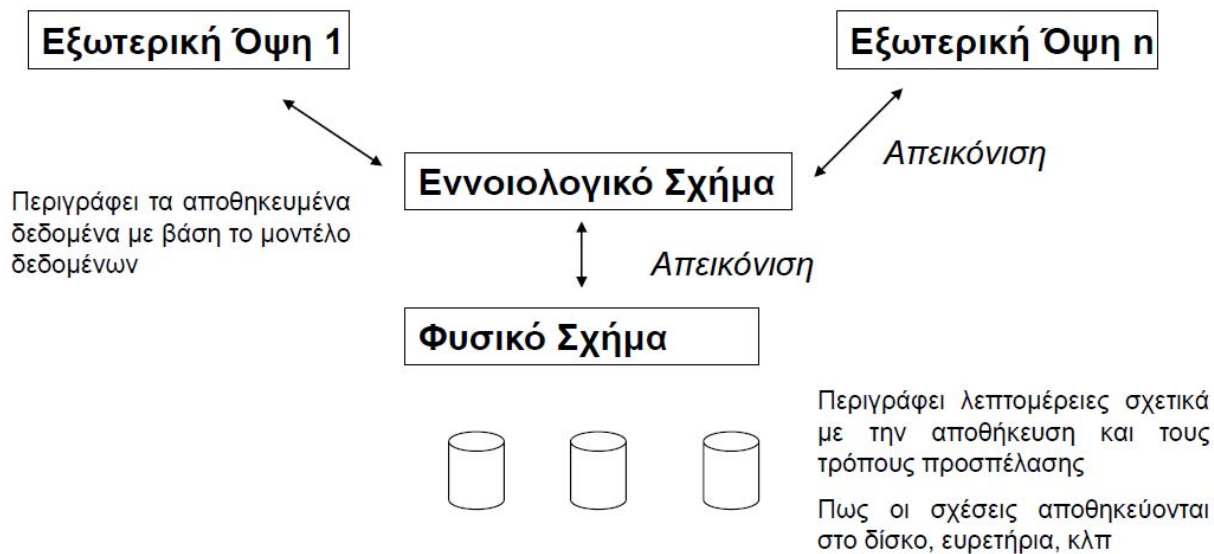 Εξωτερική Όψη 1
Εξωτερική Όψη n
Απεικόνιση
Εννοιολογικό Σχήμα
Περιγράφει τα αποθηκευμένα
δεδομένα με βάση το μοντέλο
δεδομένων
Απεικόνιση
Φυσικό Σχήμα
Περιγράφει λεπτομέρειες σχετικά
με την αποθήκευση και τους
τρόπους προσπέλασης
Πως οι σχέσεις αποθηκεύονται
στο δίσκο, ευρετήρια, κλπ